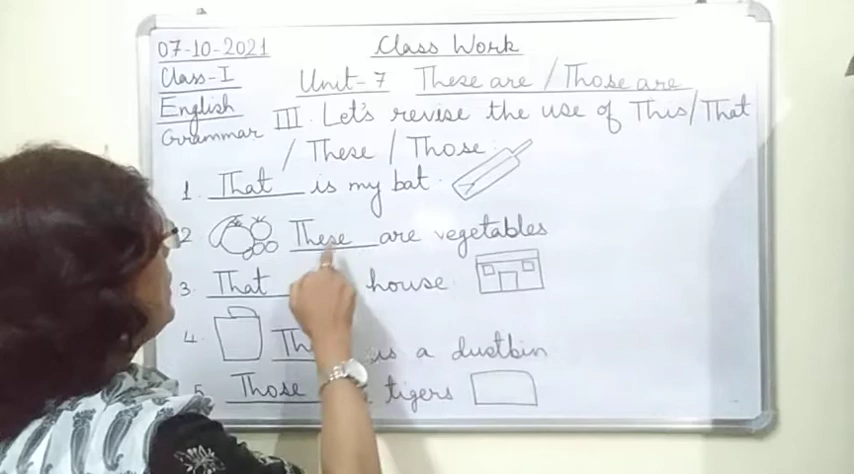 07-10-2021 Class Work
Class-I Unit-7 These are / Those are
English III. Let's revise the use of This/That
Grammar / These / Those.
1. That is my bat.
2 These are vegetables
3. That house.
4. is a dustbin
5 Those tigers